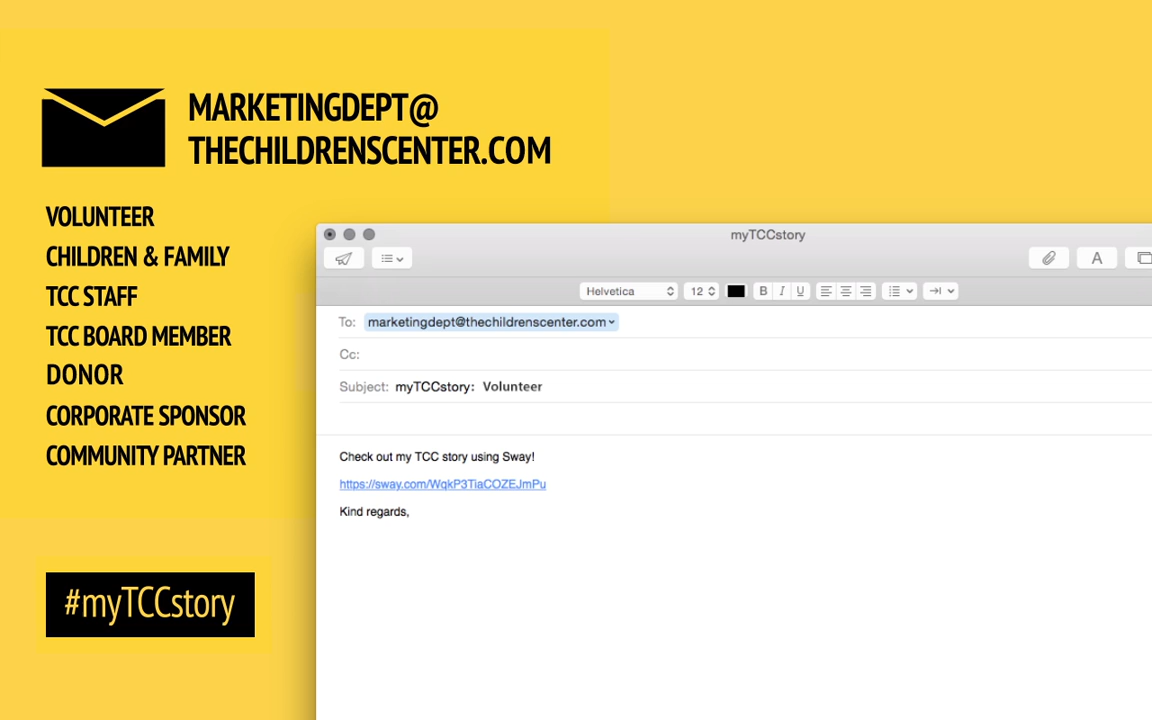 MARKETINGDEPT@
THECHILDRENSCENTER.COM
VOLUNTEER
CHILDREN & FAMILY
TCC STAFF
TCC BOARD MEMBER
DONOR
CORPORATE SPONSOR
COMMUNITY PARTNER
#myTCCstory
myTCCstory
A
Helvetica 12 B I U
To: marketingdept@thechildrenscenter.com
Cc:
Subject: myTCCstory: Volunteer
Check out my TCC story using Sway!
https://sway.com/WqkP3TiaCOZEJmPu
Kind regards,